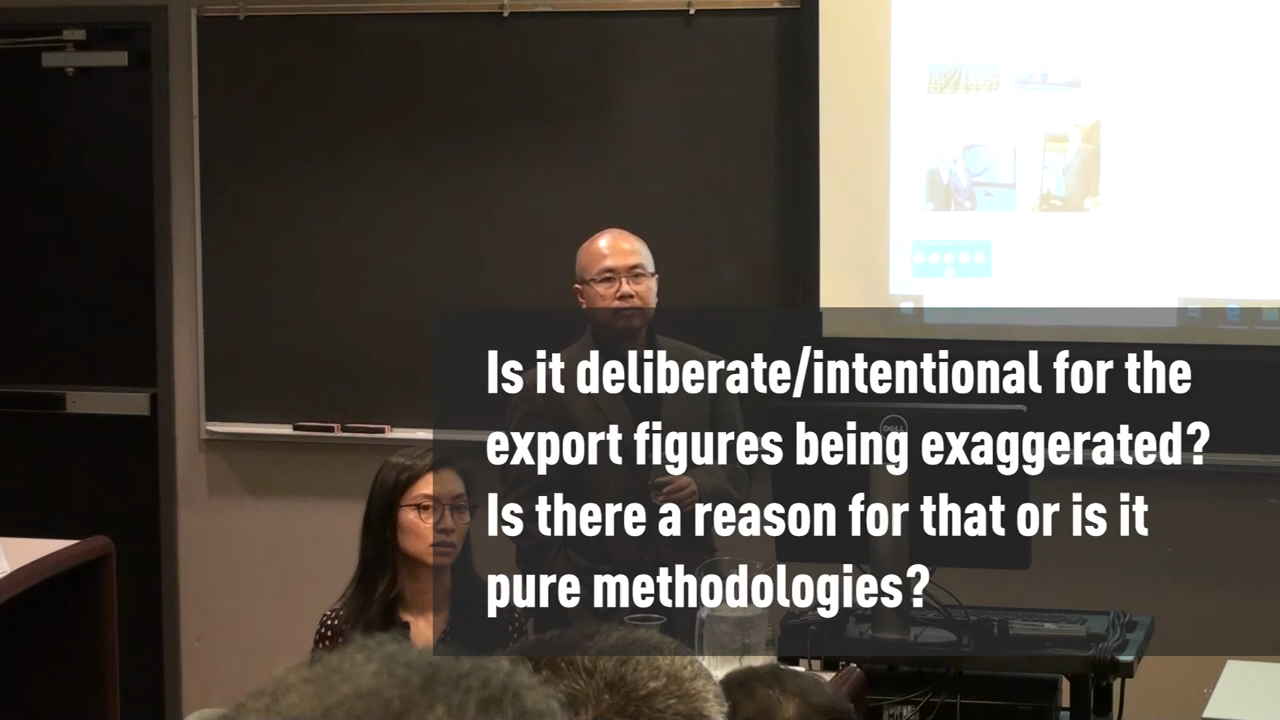 Is it deliberate/intentional for the
export figures being exaggerated?
Is there a reason for that or is it
pure methodologies?
DELL